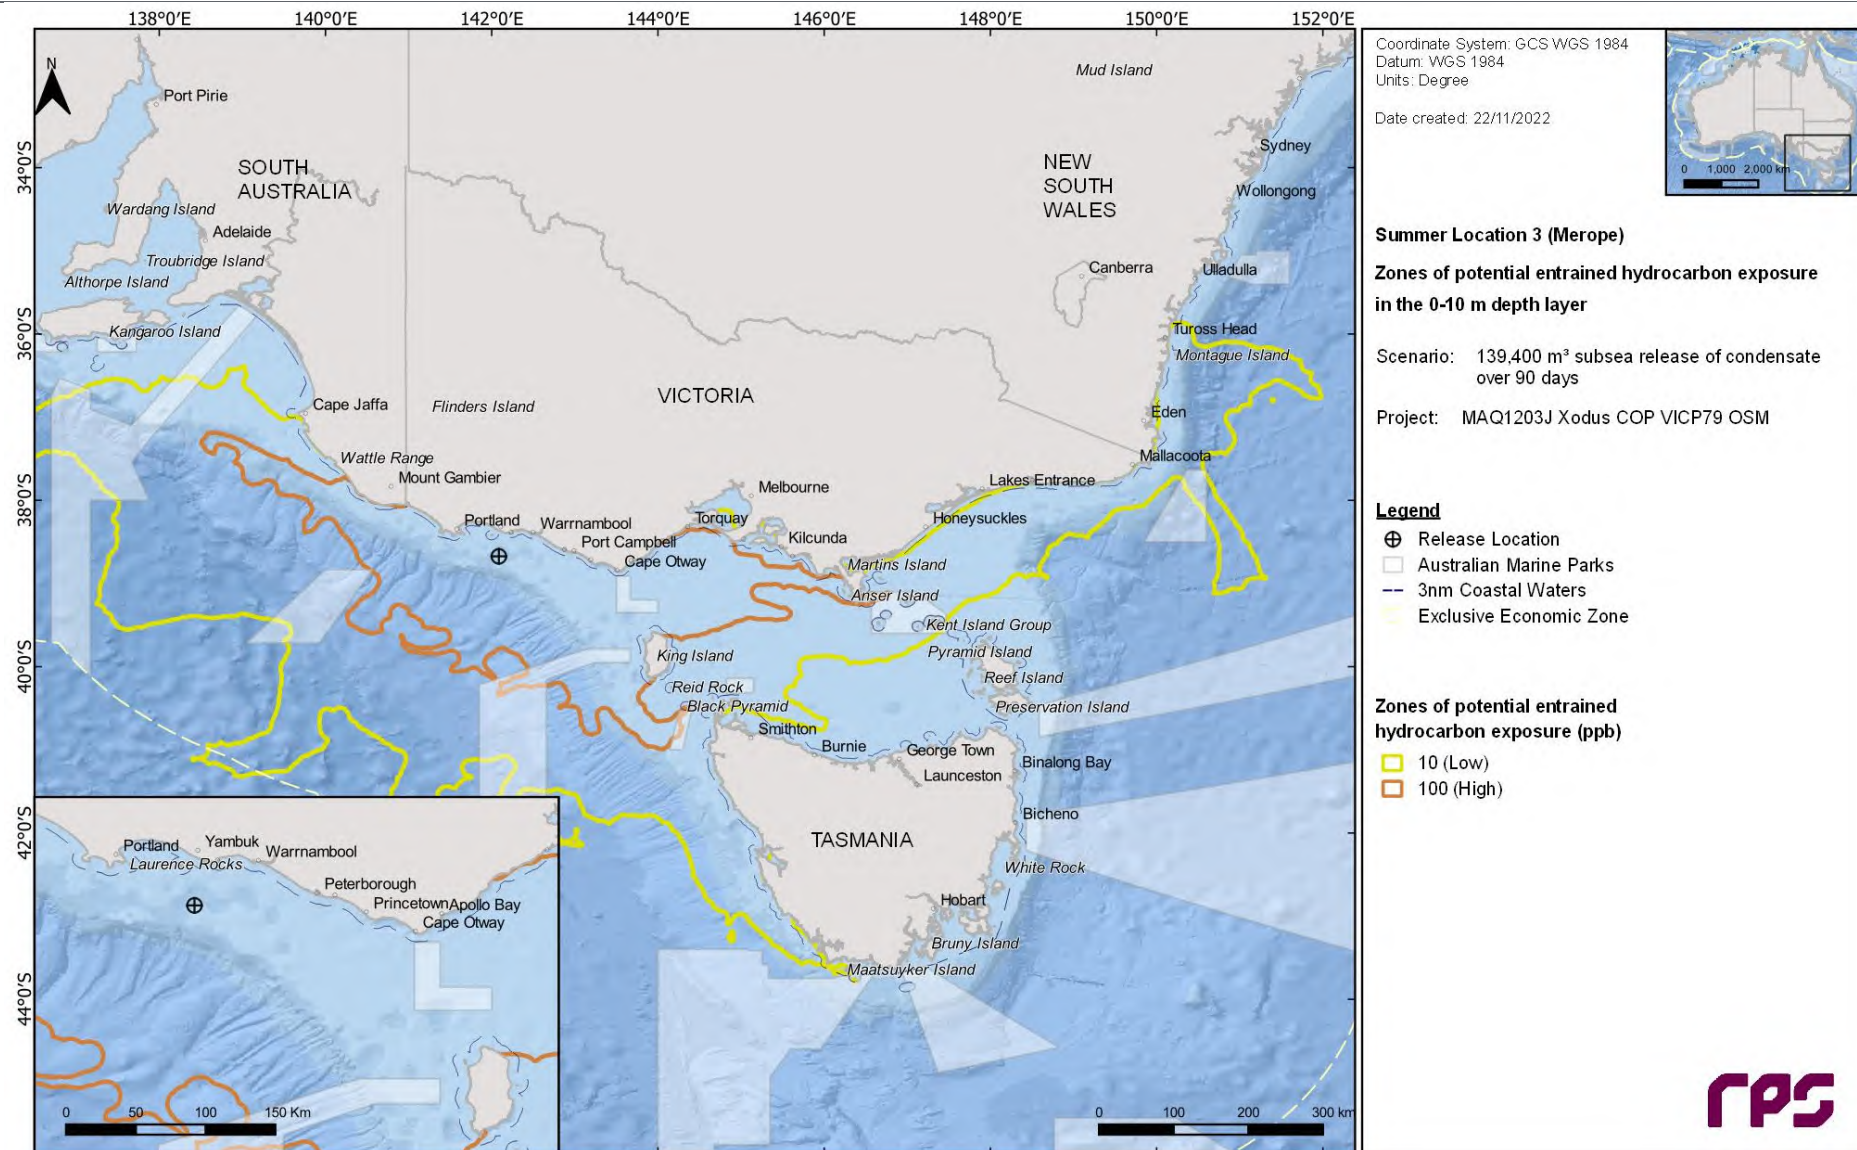 138°0'E 140°0'E 142°0'E 144°0'E 146°0'E 148°0'E 150°0'E 152°0'E
34°0'S
36°0'S
38°0'S
40°0'S
42°0'S
44°0'S
N
Mud Island
Port Pirie
Sydney
SOUTH
AUSTRALIA
NEW
SOUTH
WALES
Wollongong
Wardang Island
Adelaide
Troubridge Island
Althorpe Island
Canberra
Ulladulla
Kangaroo Island
Tuross Head
Montague Island
VICTORIA
Cape Jaffa
Flinders Island
Eden
Wattle Range
Mallacoota
Mount Gambier
Lakes Entrance
Melbourne
Portland
Warrnambool
Torquay
Honeysuckles
Port Campbell
Kilcunda
Cape Otway
Martins Island
Anser Island
Kent Island Group
King Island
Pyramid Island
Reef Island
Reid Rock
Black Pyramid
Preservation Island
Smithton
Burnie
George Town
Binalong Bay
Launceston
Bicheno
TASMANIA
White Rock
Hobart
Bruny Island
Maatsuyker Island
0 100 200 300 km
Portland
Yambuk
Warrnambool
Laurence Rocks
Peterborough
Princetown
Apollo Bay
Cape Otway
0 50 100 150 Km
Coordinate System: GCS WGS 1984
Datum: WGS 1984
Units: Degree
Date created: 22/11/2022
0 1,000 2,000 km
Summer Location 3 (Merope)
Zones of potential entrained hydrocarbon exposure
in the 0-10 m depth layer
Scenario: 139,400 m³ subsea release of condensate
over 90 days
Project: MAQ1203J Xodus COP VICP79 OSM
Legend
Release Location
Australian Marine Parks
3nm Coastal Waters
Exclusive Economic Zone
Zones of potential entrained
hydrocarbon exposure (ppb)
10 (Low)
100 (High)
rps